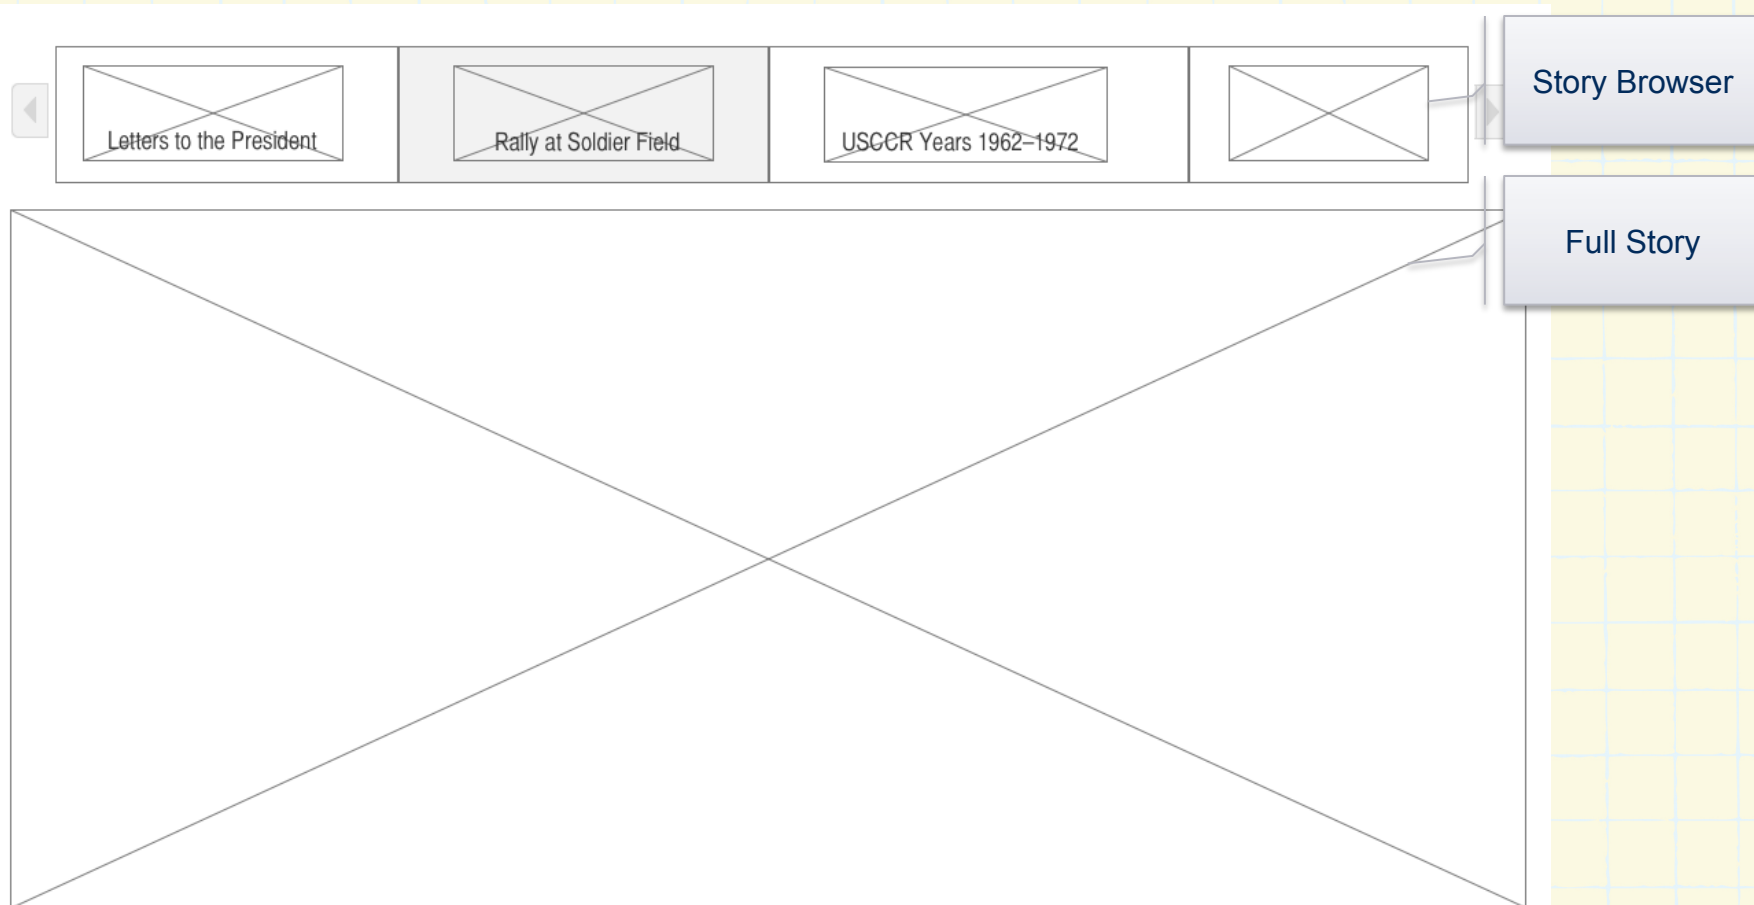 Story Browser
Letters to the President
Rally at Soldier Field
USCCR Years 1962–1972
Full Story